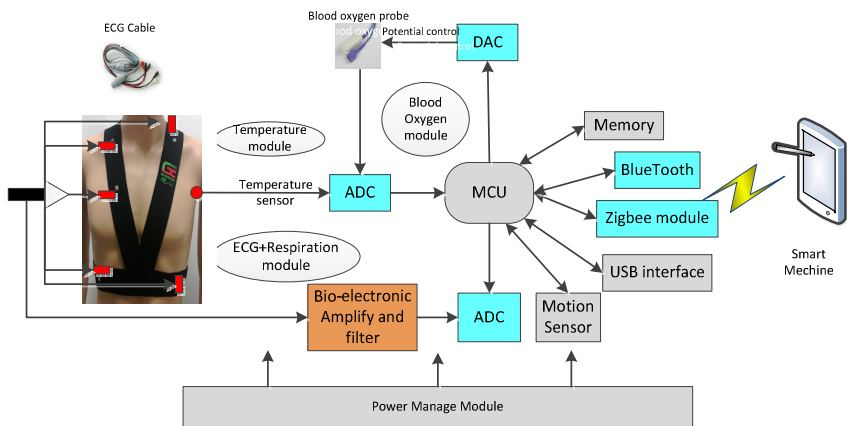 ECG Cable
Blood oxygen probe
Potential control
DAC
Blood
Oxygen
module
Temperature
module
Memory
BlueTooth
Temperature
sensor
ADC
MCU
Zigbee module
ECG+Respiration
module
USB interface
Smart
Mechine
Bio-electronic
Amplify and
filter
ADC
Motion
Sensor
Power Manage Module